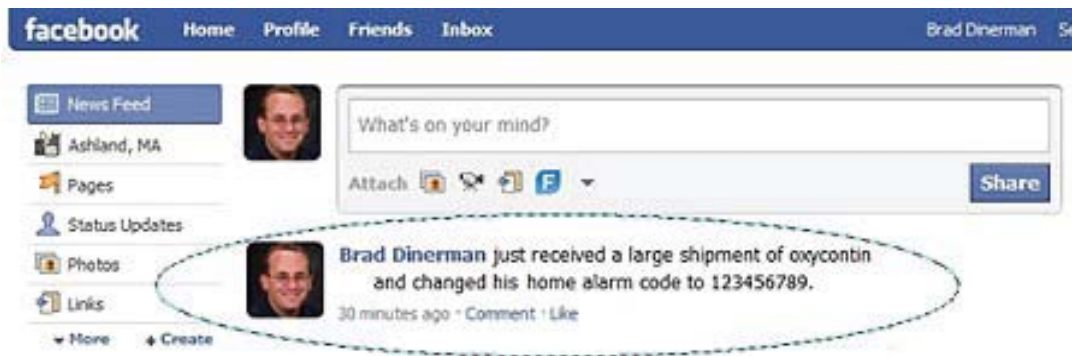 facebook Home Profile Friends Inbox Brad Dinerman
News Feed
What's on your mind?
Ashland, MA
Pages
Attach Share
Status Updates
Photos
Brad Dinerman just received a large shipment of oxycontin
and changed his home alarm code to 123456789.
Links
30 minutes ago · Comment · Like
More Create